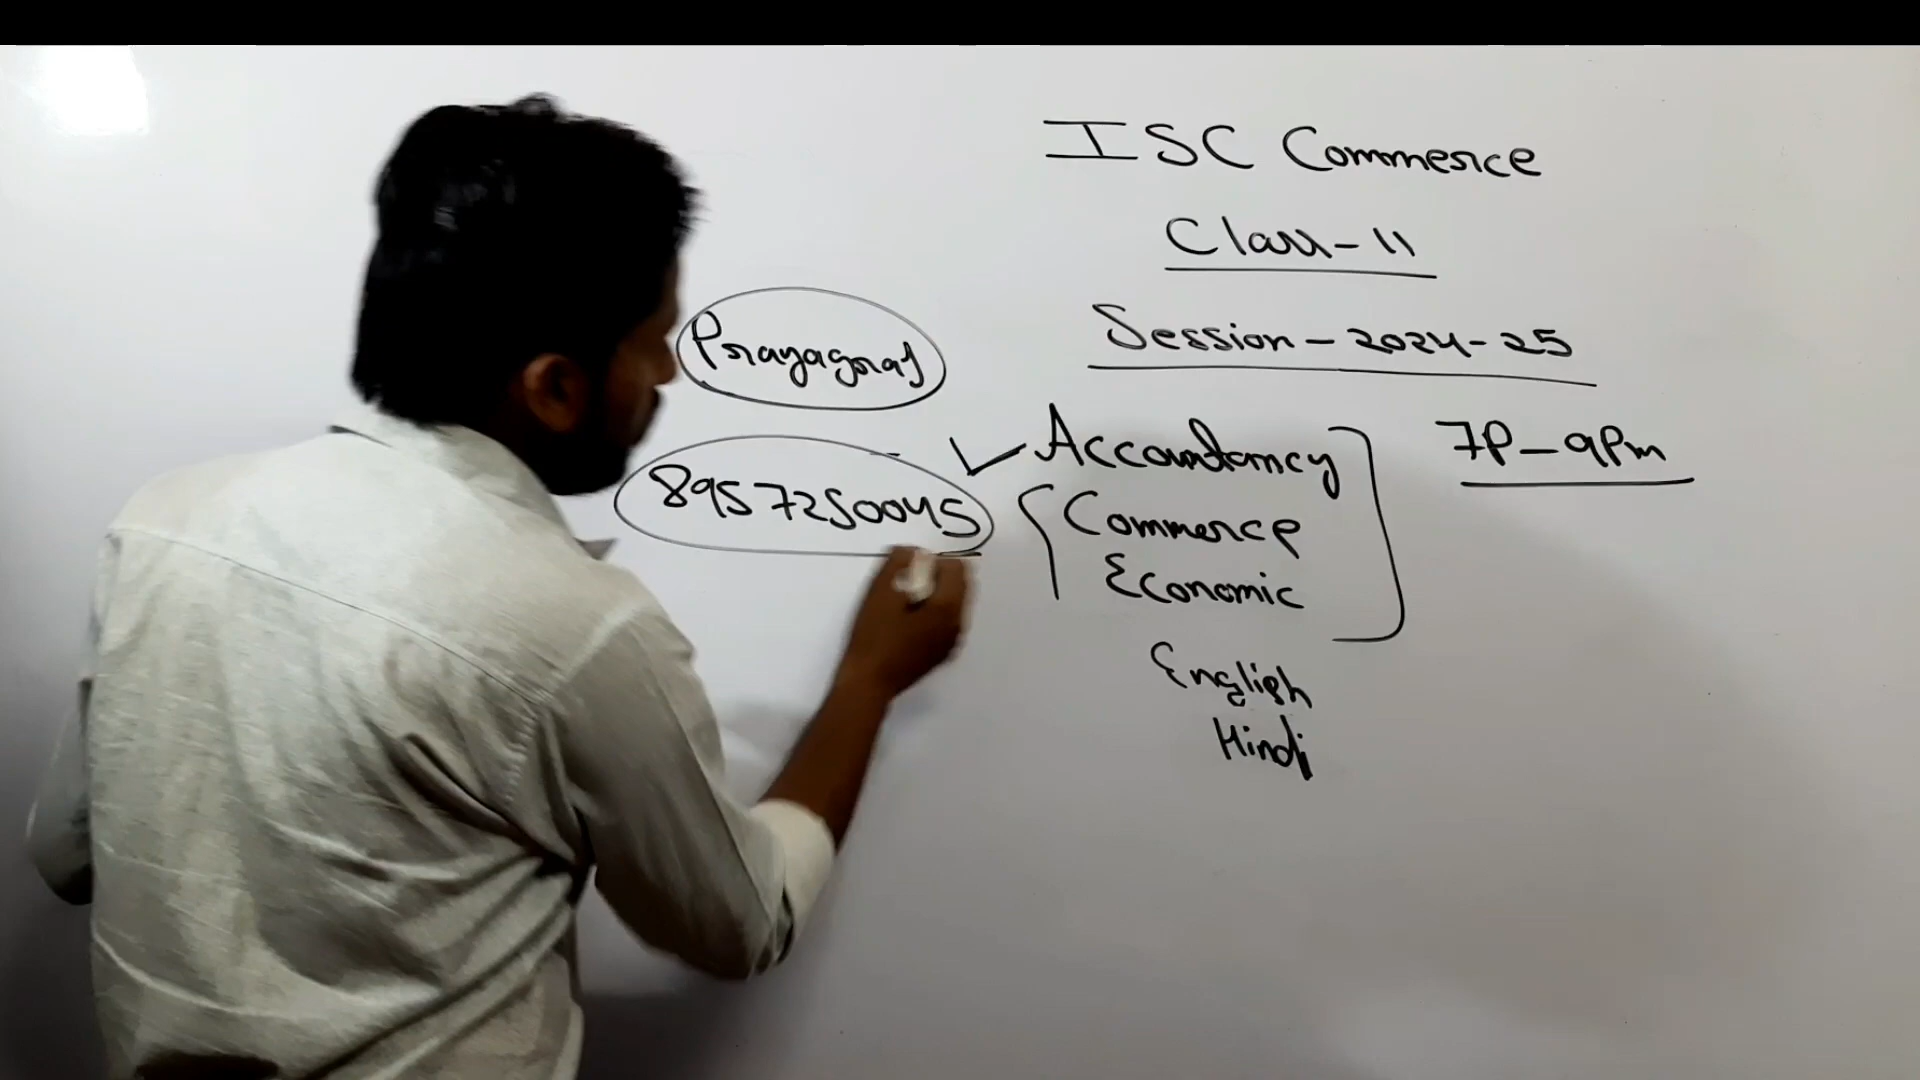 ISC Commerce
Class-11
Session-2024-25
Prayagraj
8957250045
Accountancy
7P-9Pm
Commerce
Economic
English
Hindi